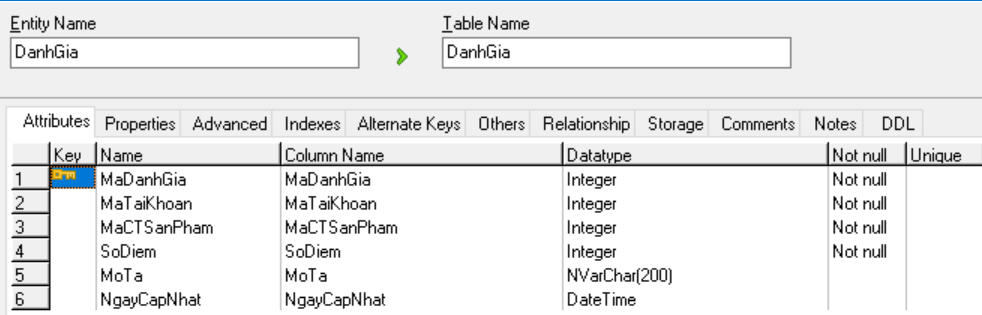 Entity Name Table Name
DanhGia DanhGia
Attributes Properties Advanced Indexes Alternate Keys Others Relationship Storage Comments Notes DDL
Key Name Column Name Datatype Not null Unique
1 MaDanhGia MaDanhGia Integer Not null
2 MaTaiKhoan MaTaiKhoan Integer Not null
3 MaCTSanPham MaCTSanPham Integer Not null
4 SoDiem SoDiem Integer Not null
5 MoTa MoTa NVarChar(200)
6 NgayCapNhat NgayCapNhat DateTime